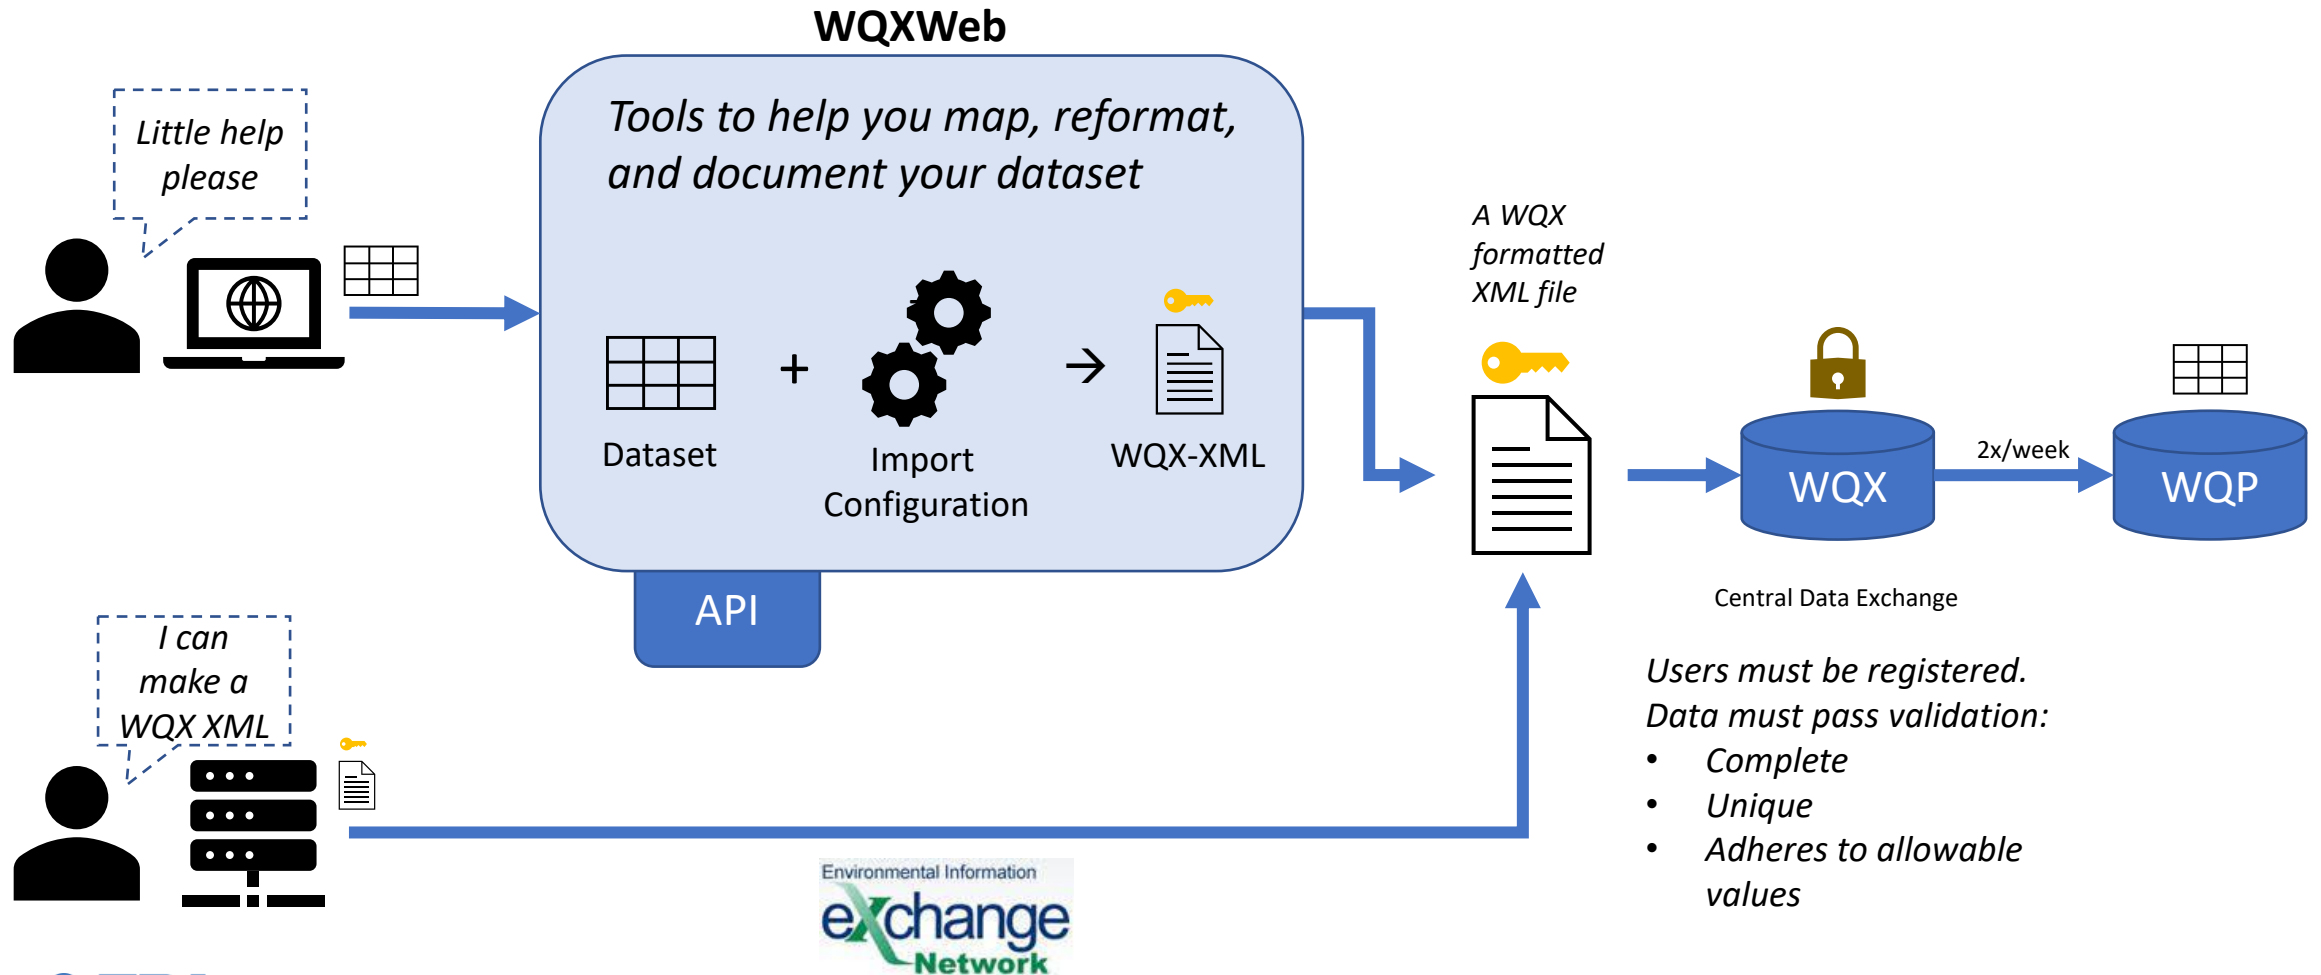 WQXWeb
Little help
please
Tools to help you map, reformat,
and document your dataset
Dataset
+
Import
Configuration
→
WQX-XML
API
A WQX
formatted
XML file
WQX
2x/week
WQP
Central Data Exchange
Users must be registered.
Data must pass validation:
• Complete
• Unique
• Adheres to allowable
values
I can
make a
WQX XML
Environmental Information
eXchange
Network